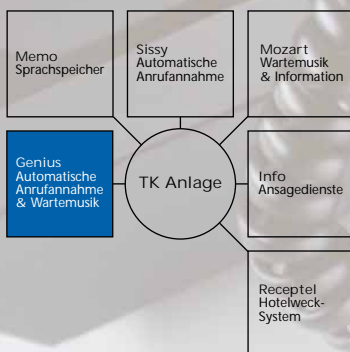 Memo
Sprachspeicher
Sissy
Automatische
Anrufannahme
Mozart
Wartemusik
& Information
Genius
Automatische
Anrufannahme
& Wartemusik
TK Anlage
Info
Ansagedienste
Receptel
Hotelweck-
System